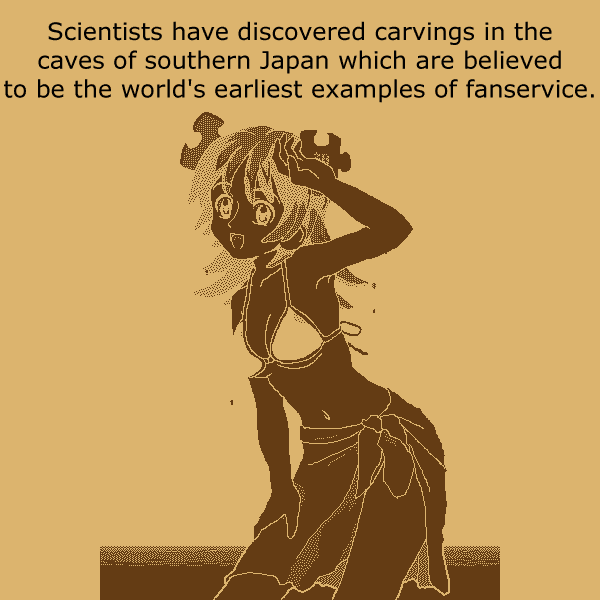 Scientists have discovered carvings in the
caves of southern Japan which are believed
to be the world's earliest examples of fanservice.